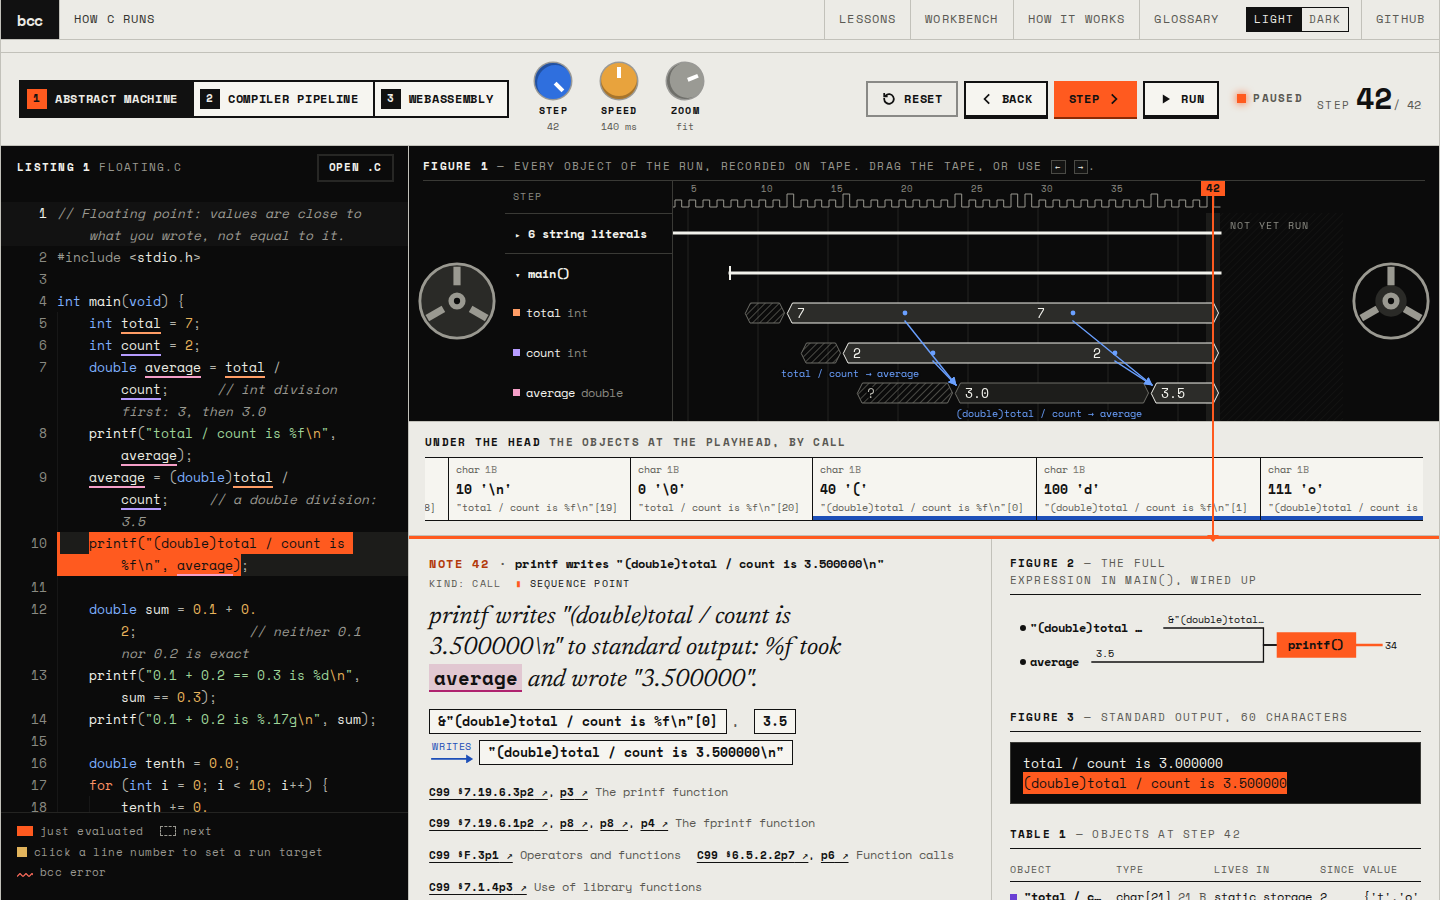 bcc HOW C RUNS LESSONS WORKBENCH HOW IT WORKS GLOSSARY LIGHT DARK GITHUB
1 ABSTRACT MACHINE 2 COMPILER PIPELINE 3 WEBASSEMBLY
STEP SPEED ZOOM
42 140 ms fit
RESET BACK STEP RUN PAUSED STEP 42 / 42
LISTING 1 FLOATING.C OPEN .C
1 // Floating point: values are close to
what you wrote, not equal to it.
2 #include <stdio.h>
3
4 int main(void) {
5 int total = 7;
6 int count = 2;
7 double average = total /
count; // int division
first: 3, then 3.0
8 printf("total / count is %f\n",
average);
9 average = (double)total /
count; // a double division:
3.5
10 printf("(double)total / count is
%f\n", average);
11
12 double sum = 0.1 + 0.
2; // neither 0.1
nor 0.2 is exact
13 printf("0.1 + 0.2 == 0.3 is %d\n",
sum == 0.3);
14 printf("0.1 + 0.2 is %.17g\n", sum);
15
16 double tenth = 0.0;
17 for (int i = 0; i < 10; i++) {
18 tenth += 0.
just evaluated next
click a line number to set a run target
bcc error
FIGURE 1 — EVERY OBJECT OF THE RUN, RECORDED ON TAPE. DRAG THE TAPE, OR USE ← →.
STEP 5 10 15 20 25 30 35 42
▸ 6 string literals NOT YET RUN
▾ main()
total int 7 7
count int 2 2
total / count → average
average double ? 3.0 3.5
(double)total / count → average
UNDER THE HEAD THE OBJECTS AT THE PLAYHEAD, BY CALL
char 1B char 1B char 1B char 1B char 1B
10 '\n' 0 '\0' 40 '(' 100 'd' 111 'o'
8] "total / count is %f\n"[19] "total / count is %f\n"[20] "(double)total / count is %f\n"[0] "(double)total / count is %f\n"[1] "(double)total / count is
NOTE 42 · printf writes "(double)total / count is 3.500000\n"
KIND: CALL SEQUENCE POINT
printf writes "(double)total / count is
3.500000\n" to standard output: %f took
average and wrote "3.500000".
&"(double)total / count is %f\n"[0] , 3.5
WRITES "(double)total / count is 3.500000\n"
C99 §7.19.6.3p2 ↗, p3 ↗ The printf function
C99 §7.19.6.1p2 ↗, p8 ↗, p8 ↗, p4 ↗ The fprintf function
C99 §F.3p1 ↗ Operators and functions C99 §6.5.2.2p7 ↗, p6 ↗ Function calls
C99 §7.1.4p3 ↗ Use of library functions
FIGURE 2 — THE FULL
EXPRESSION IN MAIN(), WIRED UP
"(double)total … &"(double)total…
average 3.5 printf() 34
FIGURE 3 — STANDARD OUTPUT, 60 CHARACTERS
total / count is 3.000000
(double)total / count is 3.500000
TABLE 1 — OBJECTS AT STEP 42
OBJECT TYPE LIVES IN SINCE VALUE
"total / c… char[21] 21 B static storage 2 {'t','o'